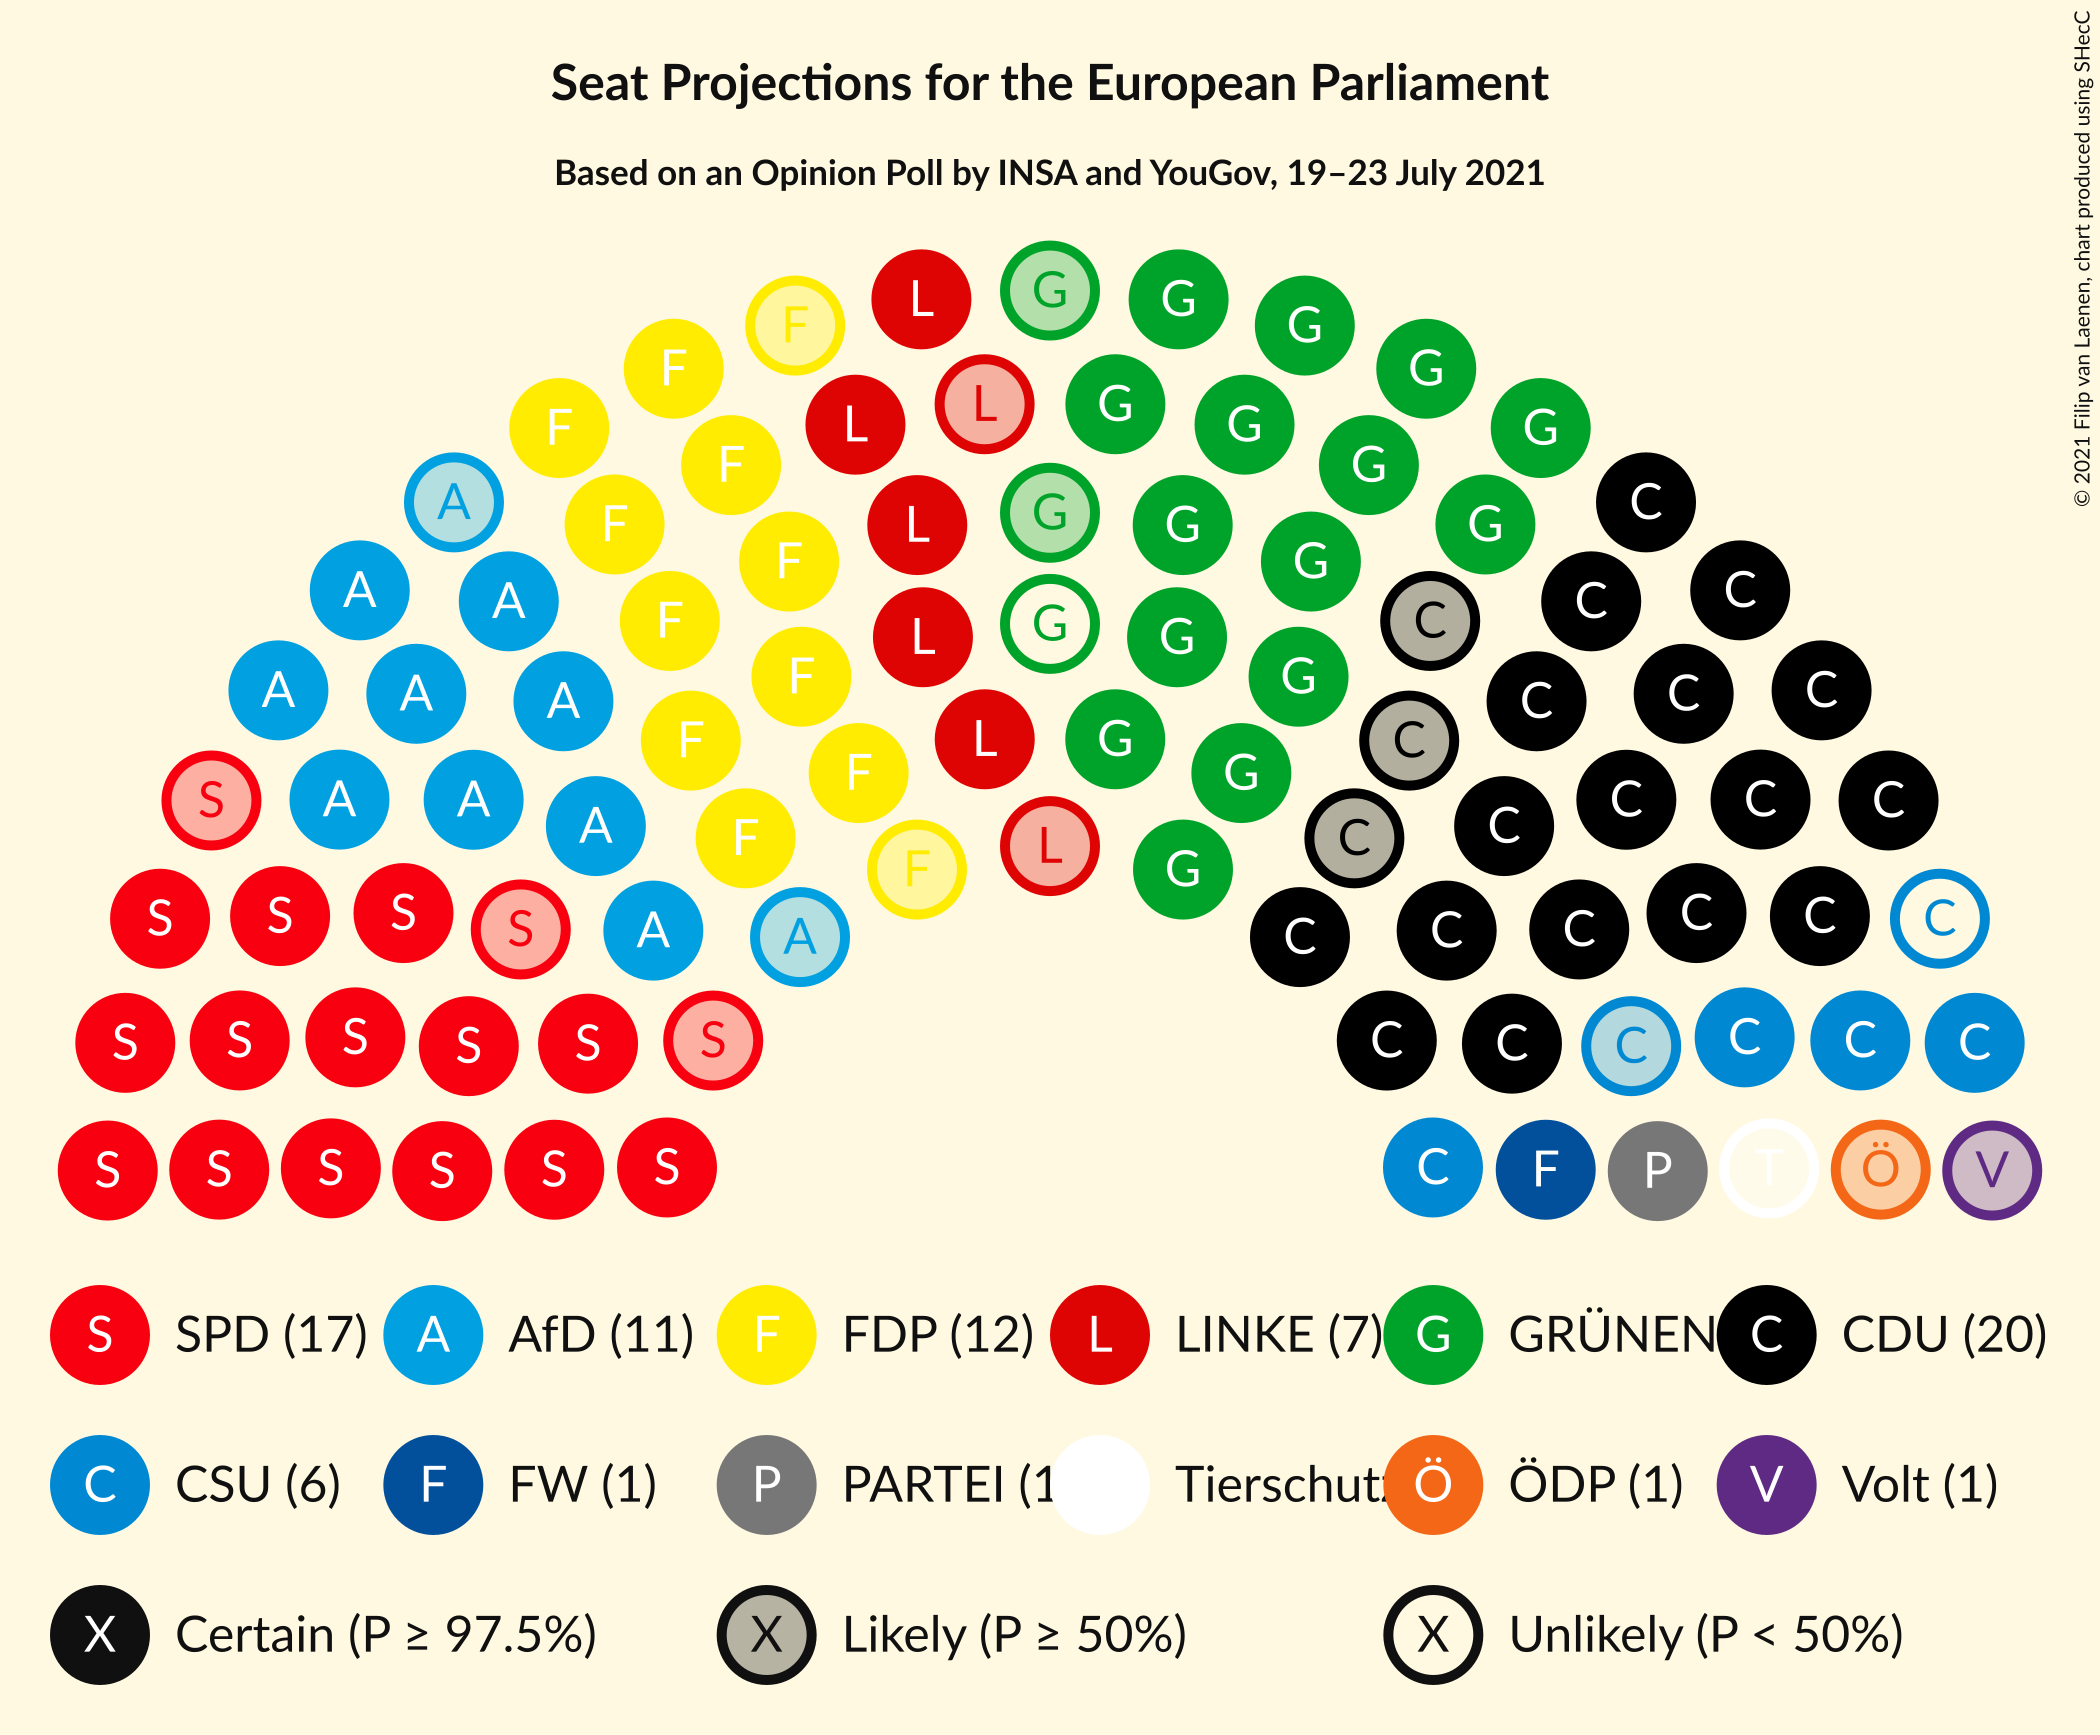 Seat Projections for the European Parliament
Based on an Opinion Poll by INSA and YouGov, 19–23 July 2021
© 2021 Filip van Laenen, chart produced using SHecC
L G G G
F G
F L L G G G
F F G G C
A F L G G G C C
A A F F L G G G C C C C
A A A F F L G G C C C C
S A A A F F L G C C C C C
S S S S A A F G C C C C C C C
S S S S S S C C C C C C
S S S S S S C F P T Ö V
S SPD (17) A AfD (11) F FDP (12) L LINKE (7) G GRÜNEN C CDU (20)
C CSU (6) F FW (1) P PARTEI (1 Tierschutz Ö ÖDP (1) V Volt (1)
X Certain (P ≥ 97.5%) X Likely (P ≥ 50%) X Unlikely (P < 50%)